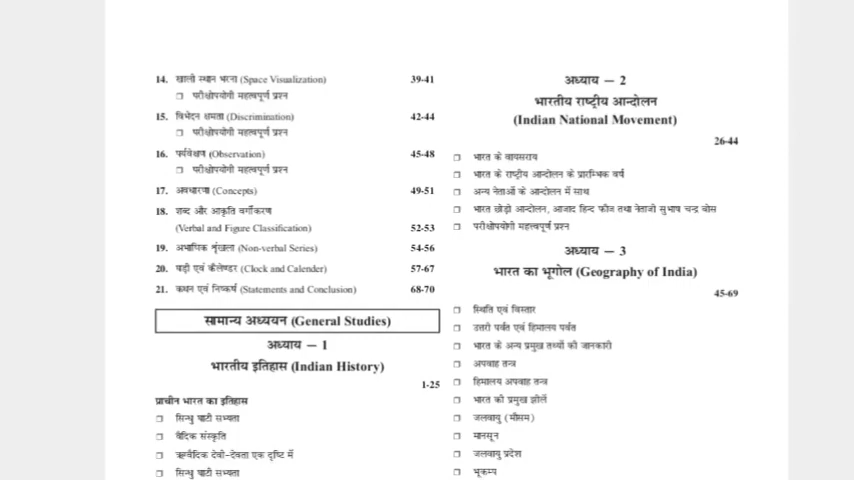 14. खाली स्थान भरना (Space Visualization) 39-41
❒ परीक्षोपयोगी महत्वपूर्ण प्रश्न
15. विभेदन क्षमता (Discrimination) 42-44
❒ परीक्षोपयोगी महत्वपूर्ण प्रश्न
16. पर्यवेक्षण (Observation) 45-48
❒ परीक्षोपयोगी महत्वपूर्ण प्रश्न
17. अवधारणा (Concepts) 49-51
18. शब्द और आकृति वर्गीकरण
(Verbal and Figure Classification) 52-53
19. अभाषिक श्रृंखला (Non-verbal Series) 54-56
20. घड़ी एवं कैलेण्डर (Clock and Calender) 57-67
21. कथन एवं निष्कर्ष (Statements and Conclusion) 68-70
सामान्य अध्ययन (General Studies)
अध्याय – 1
भारतीय इतिहास (Indian History)
1-25
प्राचीन भारत का इतिहास
❒ सिन्धु घाटी सभ्यता
❒ वैदिक संस्कृति
❒ ऋग्वैदिक देवी-देवता एक दृष्टि में
❒ सिन्धु घाटी सभ्यता
अध्याय – 2
भारतीय राष्ट्रीय आन्दोलन
(Indian National Movement)
26-44
❒ भारत के वायसराय
❒ भारत के राष्ट्रीय आन्दोलन के प्रारम्भिक वर्ष
❒ अन्य नेताओं के आन्दोलन में साथ
❒ भारत छोड़ो आन्दोलन, आजाद हिन्द फौज तथा नेताजी सुभाष चन्द्र बोस
❒ परीक्षोपयोगी महत्वपूर्ण प्रश्न
अध्याय – 3
भारत का भूगोल (Geography of India)
45-69
❒ स्थिति एवं विस्तार
❒ उत्तरी पर्वत एवं हिमालय पर्वत
❒ भारत के अन्य प्रमुख तथ्यों की जानकारी
❒ अपवाह तन्त्र
❒ हिमालय अपवाह तन्त्र
❒ भारत की प्रमुख झीलें
❒ जलवायु (मौसम)
❒ मानसून
❒ जलवायु प्रदेश
❒ भूकम्प